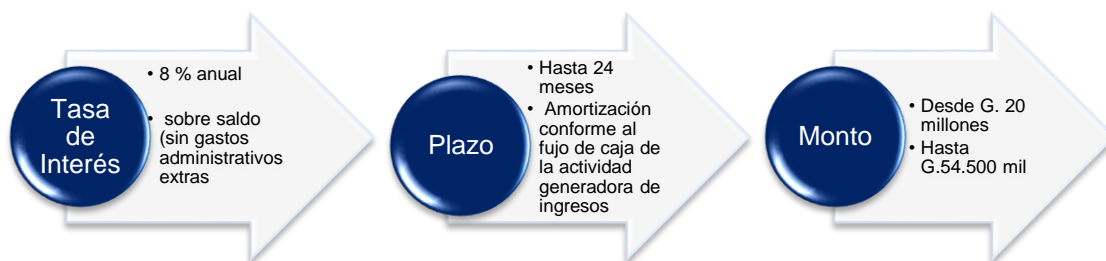 Tasa
de
Interés
• 8 % anual
• sobre saldo
(sin gastos
administrativos
extras
Plazo
• Hasta 24
meses
• Amortización
conforme al
fujo de caja de
la actividad
generadora de
ingresos
Monto
• Desde G. 20
millones
• Hasta
G.54.500 mil